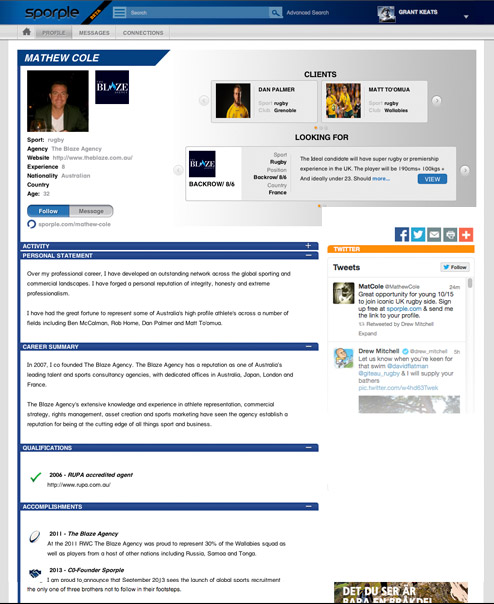 sporple
BETA
Search
Advanced Search
GRANT KEATS
PROFILE
MESSAGES
CONNECTIONS
MATHEW COLE
THE
BLAZE
Sport: rugby
Agency The Blaze Agency
Website http://www.theblaze.com.au/
Experience 6
Nationality Australian
Country
Age: 32
Follow
Message
sporple.com/mathew-cole
CLIENTS
DAN PALMER
Sport rugby
Club Grenoble
MATT TO'OMUA
Sport rugby
Club Wallabies
LOOKING FOR
THE
BLAZE
BACKROW/ 8/6
Sport
Rugby
Position
Backrow/ 8/6
Country
France
The Ideal candidate will have super rugby or premiership
experience in the UK. The player will be 190cms+ 100kgs +
And ideally under 23. Should more...
VIEW
ACTIVITY
PERSONAL STATEMENT
Over my professional career, I have developed an outstanding network across the global sporting and
commercial landscapes. I have forged a personal reputation of integrity, honesty and extreme
professionalism.
I have had the great fortune to represent some of Australia's high profile athlete's across a number of
fields including Ben McCalman, Rob Horne, Dan Palmer and Matt To'omua.
CAREER SUMMARY
In 2007, I co founded The Blaze Agency. The Blaze Agency has a reputation as one of Australia's
leading talent and sports consultancy agencies, with dedicated offices in Australia, Japan, London and
France.
The Blaze Agency's extensive knowledge and experience in athlete representation, commercial
strategy, rights management, asset creation and sports marketing have seen the agency establish a
reputation for being at the cutting edge of all things sport and business.
QUALIFICATIONS
2006 - RUPA accredited agent
http://www.rupa.com.au/
ACCOMPLISHMENTS
2011 - The Blaze Agency
At the 2011 RWC The Blaze Agency was proud to represent 30% of the Wallabies squad as
well as players from a host of other nations including Russia, Samoa and Tonga.
2013 - CO-Founder Sporple
I am proud to announce that September 2013 sees the launch of global sports recruitment
the only one of three brothers not to follow in their footsteps.
TWITTER
Tweets
Follow
MatCole @MathewCole 24m
Great opportunity for young 10/15
to join iconic UK rugby side. Sign
up free at sporple.com & send me
the link to your profile.
Retweeted by Drew Mitchell
Expand
Drew Mitchell @drew_mitchell 5h
Let us know when you're keen for
that swim @davidflatman
@giteau_rugby & I will supply your
bathers
pic.twitter.com/w4hd63Twek
DET DU SER ÄR
BARA EN BRÅKDEL